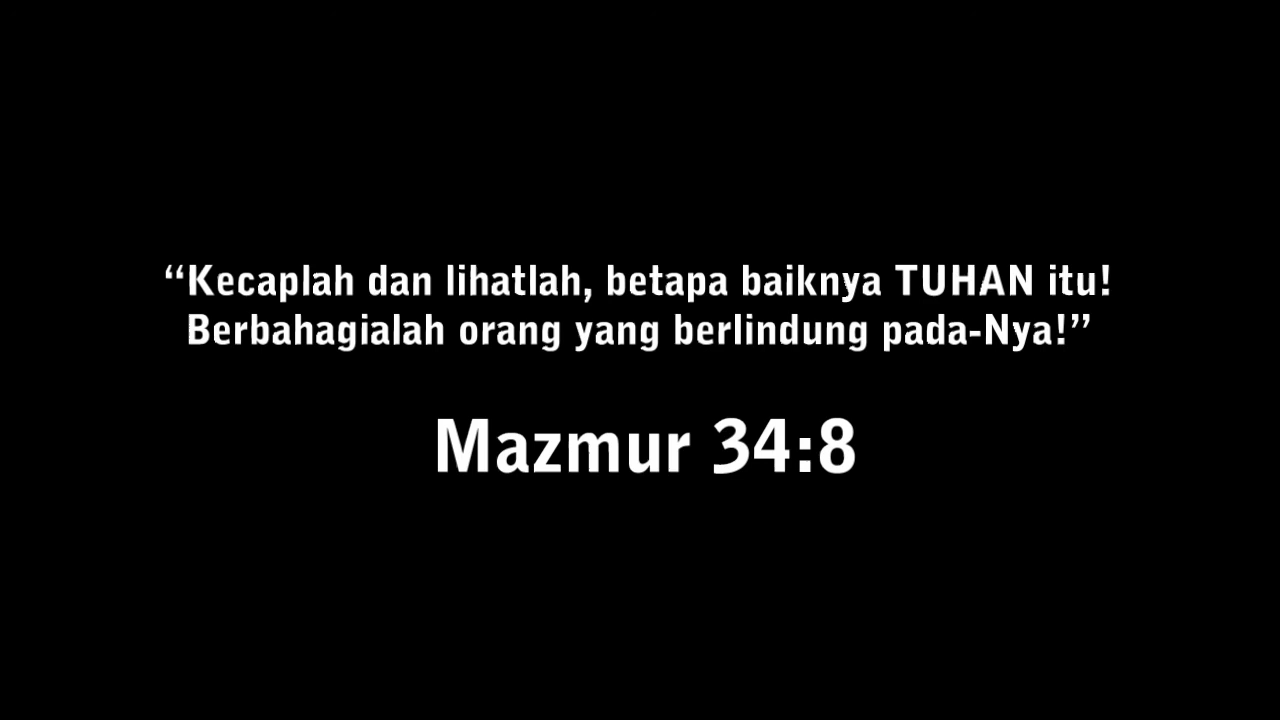 “Kecaplah dan lihatlah, betapa baiknya TUHAN itu!
Berbahagialah orang yang berlindung pada-Nya!”
Mazmur 34:8